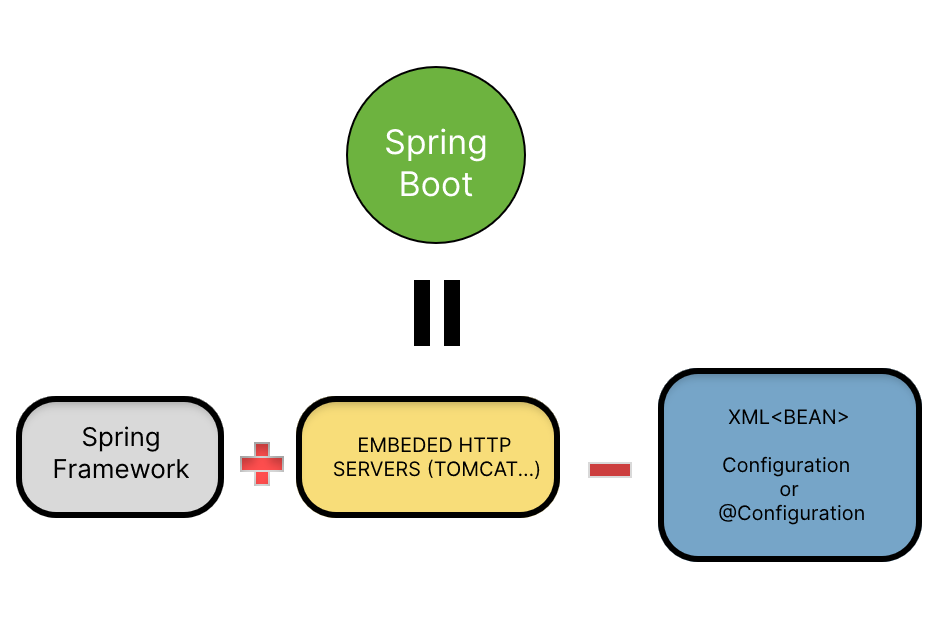 Spring
Boot
Spring
Framework
EMBEDED HTTP
SERVERS (TOMCAT...)
XML<BEAN>
Configuration
or
@Configuration